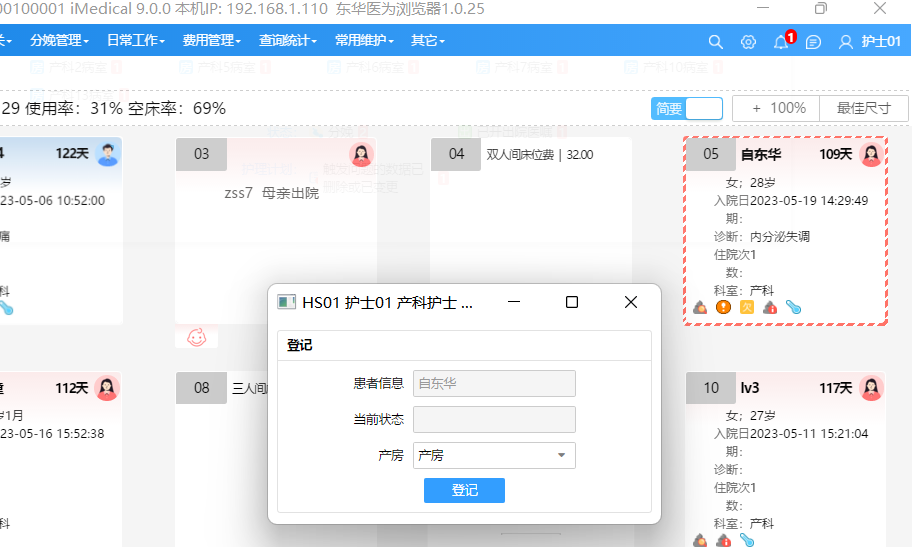 00100001 iMedical 9.0.0 本机IP: 192.168.1.110 东华医为浏览器1.0.25
分娩管理 日常工作 费用管理 查询统计 常用维护 其它 1 护士01
产科2病室 产科5病室 产科6病室 产科7病室 产科10病室
29 使用率：31% 空床率：69% 简要 + 100% 最佳尺寸
4 122天
岁
23-05-06 10:52:00
痛
科
03
zss7 母亲出院
04 双人间床位费 | 32.00
05 自东华 109天
女；28岁
入院日2023-05-19 14:29:49
期：
诊断：内分泌失调
住院次1
数：
科室：产科
欠
HS01 护士01 产科护士 ...
登记
患者信息 自东华
当前状态
产房 产房
登记
112天
岁1月
23-05-16 15:52:38
科
08 三人间
10 lv3 117天
女；27岁
入院日2023-05-11 15:21:04
期：
诊断：
住院次1
数：
科室：产科